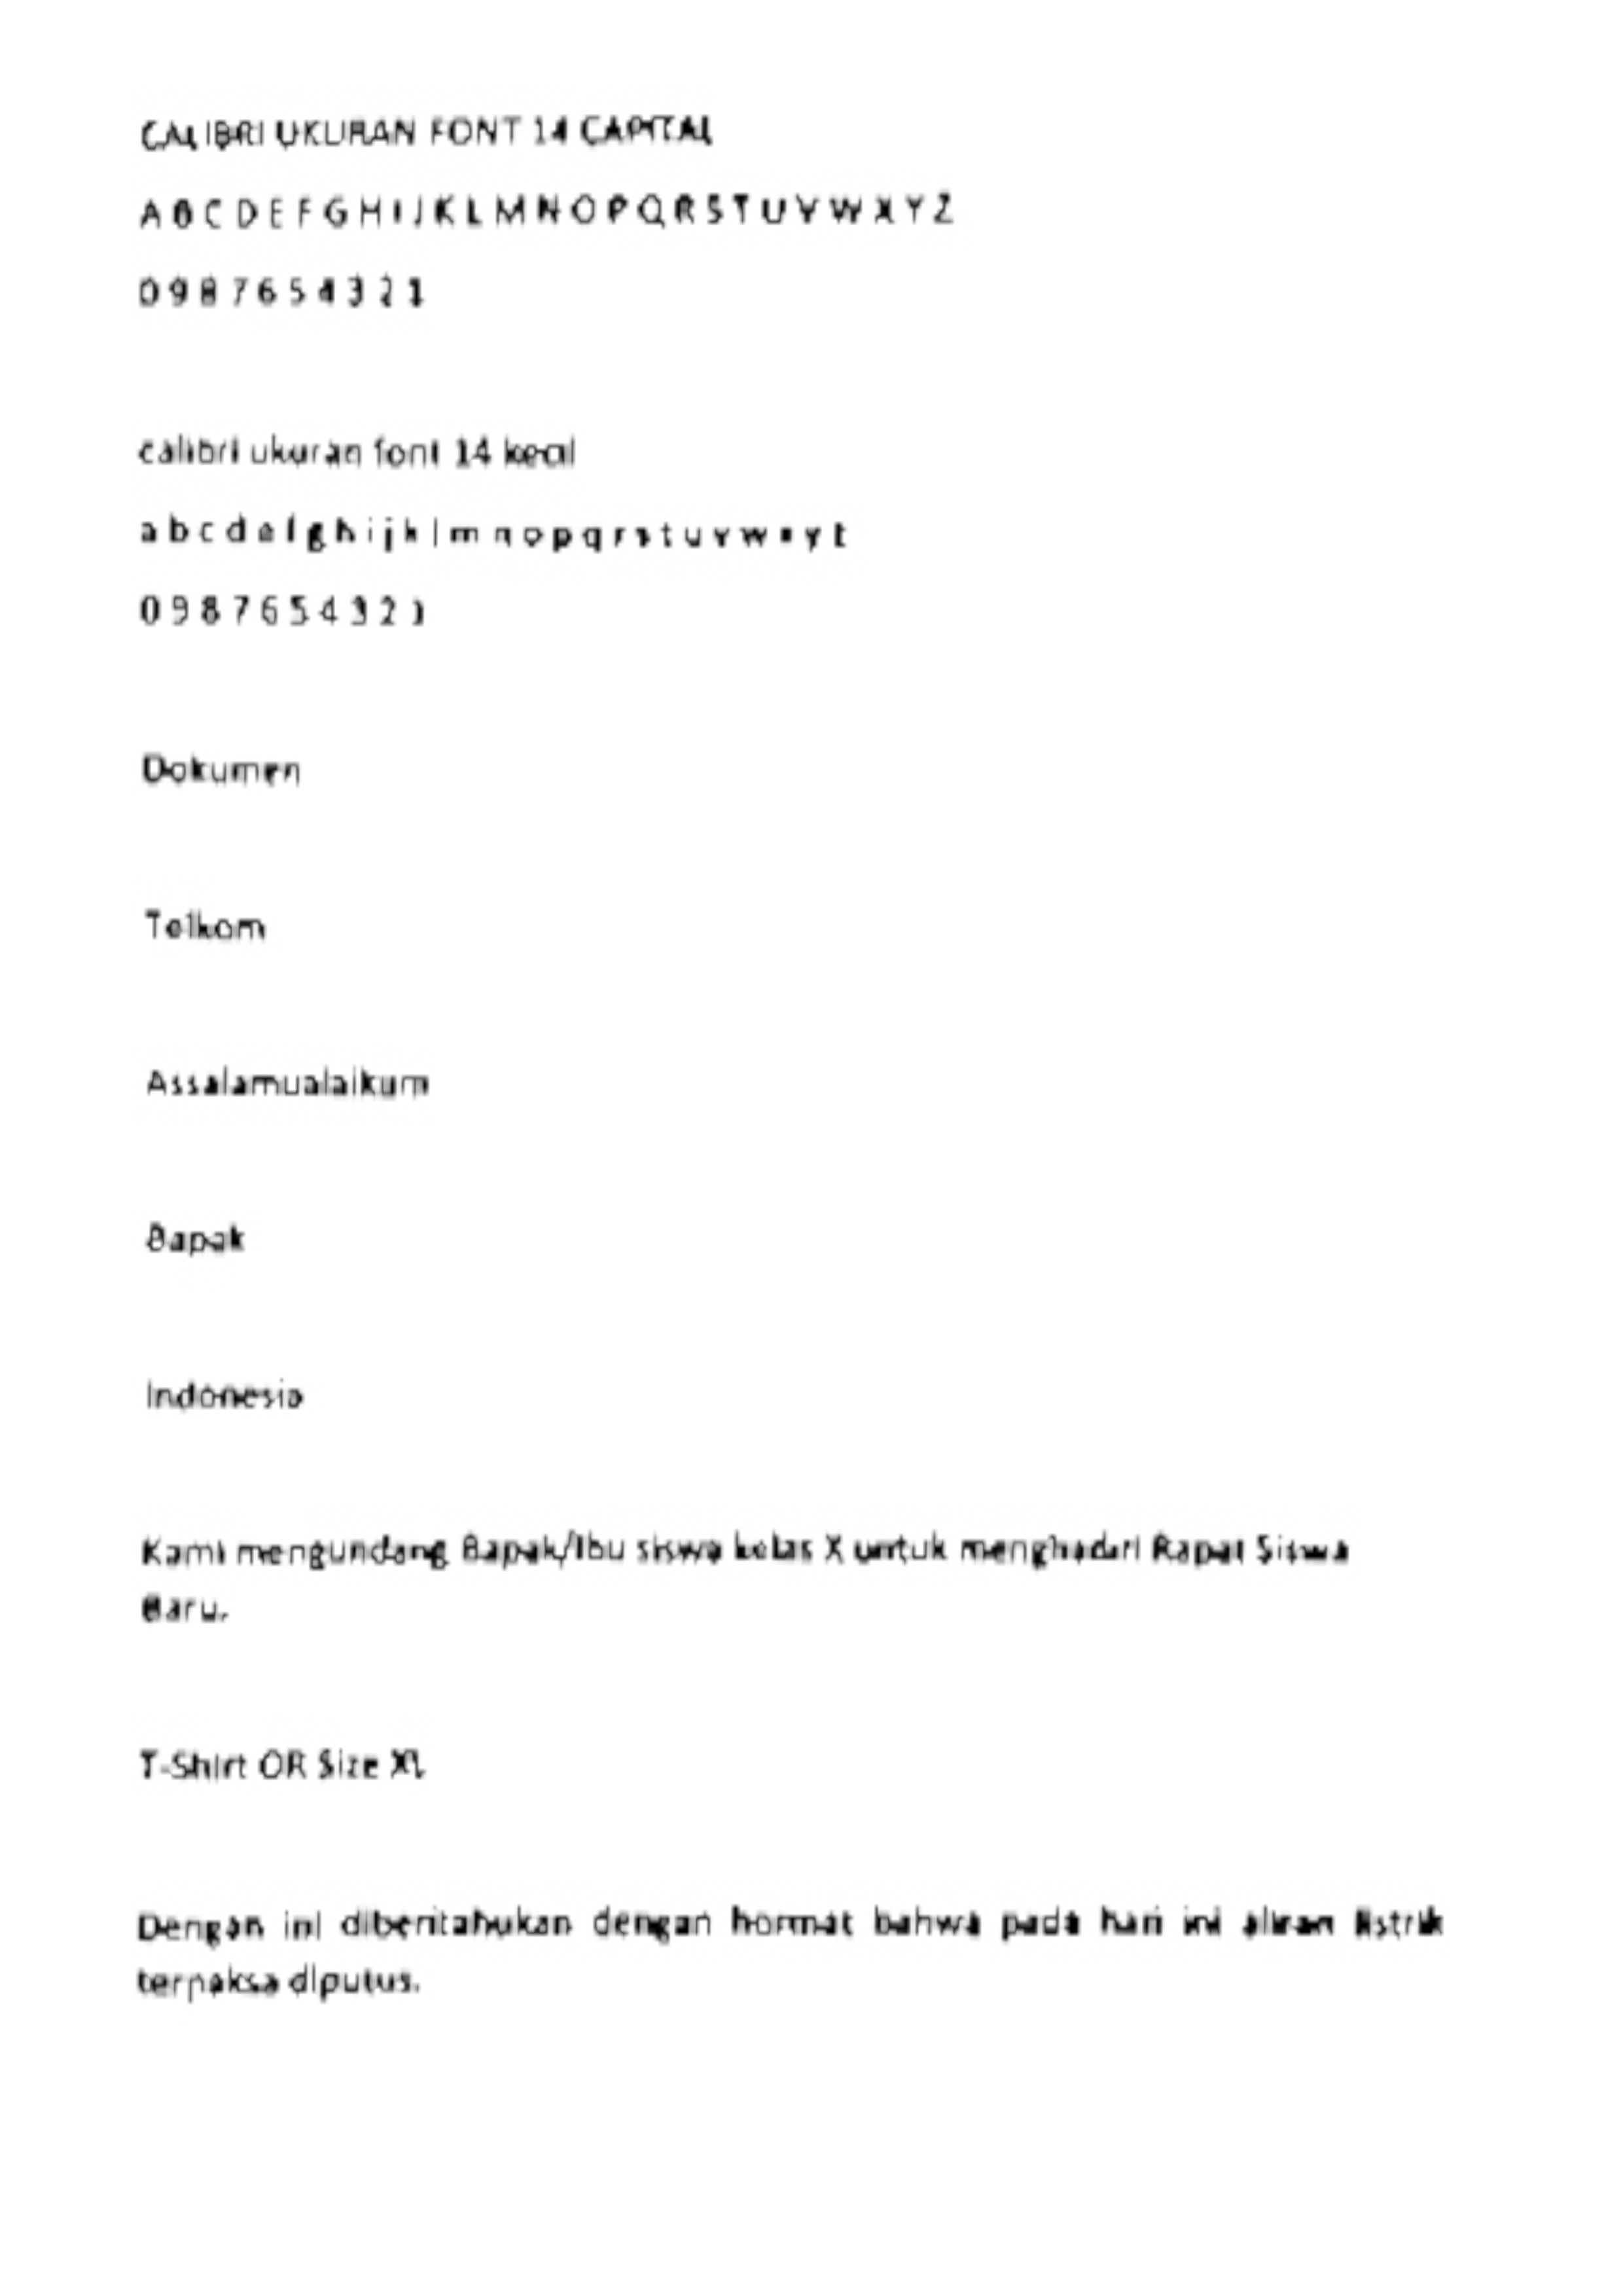 CALIBRI UKURAN FONT 14 CAPITAL
A B C D E F G H I J K L M N O P Q R S T U V W X Y Z
0 9 8 7 6 5 4 3 2 1
calibri ukuran font 14 kecil
a b c d e f g h i j k l m n o p q r s t u v w x y z
0 9 8 7 6 5 4 3 2 1
Dokumen
Telkom
Assalamualaikum
Bapak
Indonesia
Kami mengundang Bapak/Ibu siswa kelas X untuk menghadiri Rapat Siswa
Baru.
T-Shirt OR Size XL
Dengan ini diberitahukan dengan hormat bahwa pada hari ini aliran listrik
terpaksa diputus.